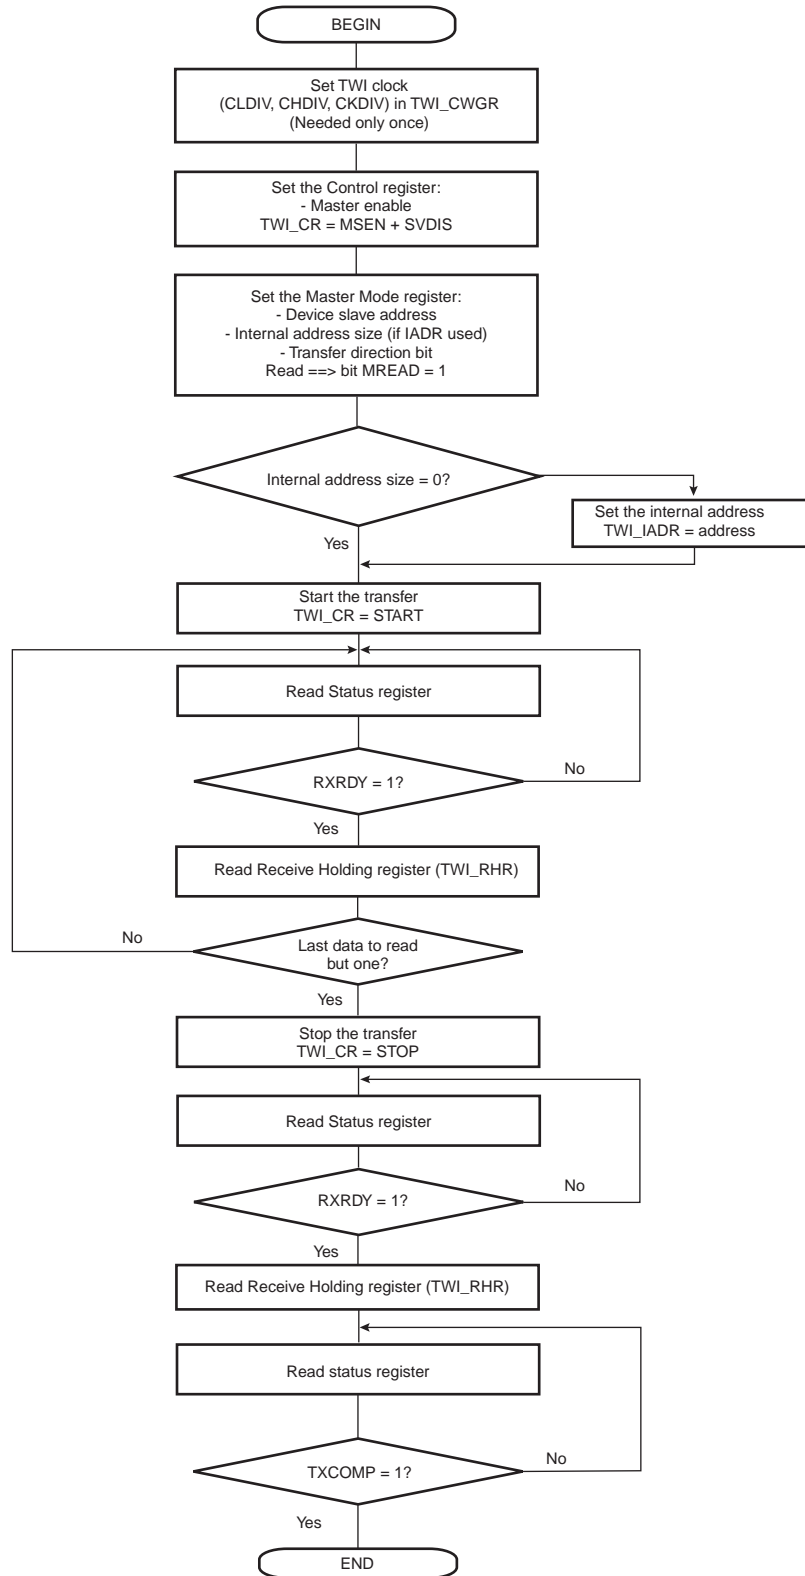 BEGIN
Set TWI clock
(CLDIV, CHDIV, CKDIV) in TWI_CWGR
(Needed only once)
Set the Control register:
- Master enable
TWI_CR = MSEN + SVDIS
Set the Master Mode register:
- Device slave address
- Internal address size (if IADR used)
- Transfer direction bit
Read ==> bit MREAD = 1
Internal address size = 0?
Set the internal address
TWI_IADR = address
Yes
Start the transfer
TWI_CR = START
Read Status register
RXRDY = 1?
No
Yes
Read Receive Holding register (TWI_RHR)
No
Last data to read
but one?
Yes
Stop the transfer
TWI_CR = STOP
Read Status register
RXRDY = 1?
No
Yes
Read Receive Holding register (TWI_RHR)
Read status register
TXCOMP = 1?
No
Yes
END